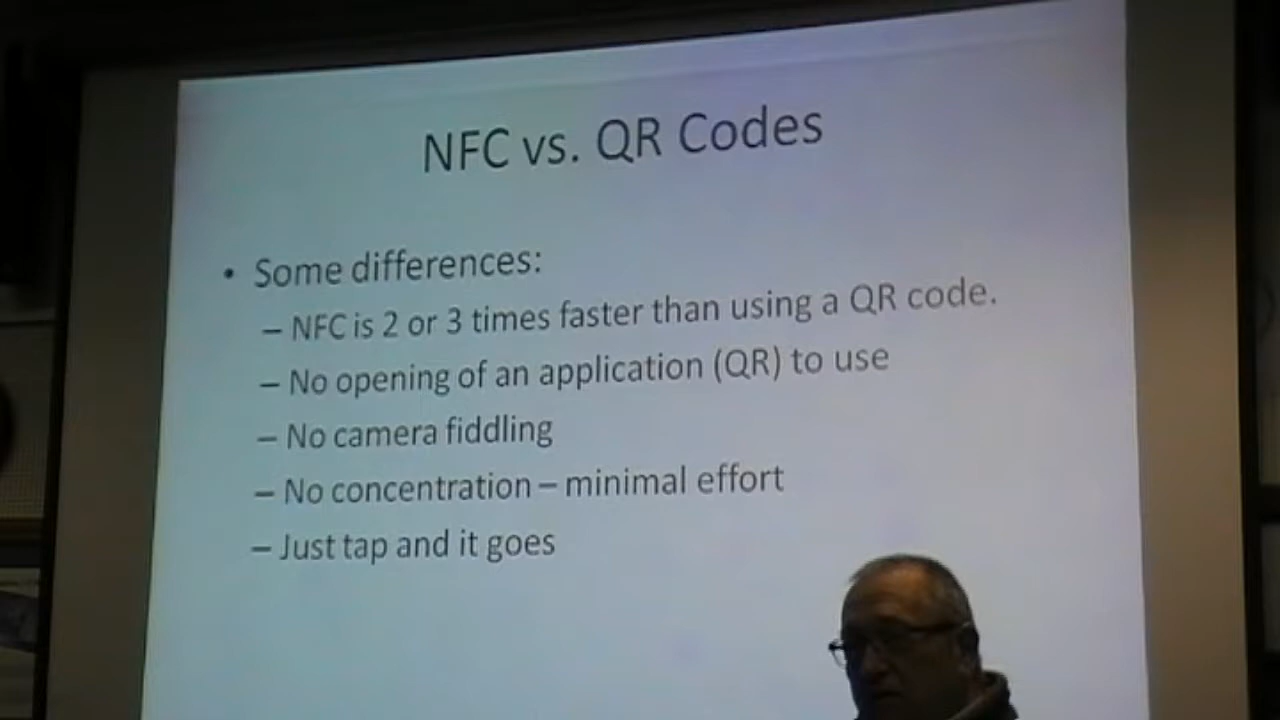 NFC vs. QR Codes
• Some differences:
– NFC is 2 or 3 times faster than using a QR code.
– No opening of an application (QR) to use
– No camera fiddling
– No concentration – minimal effort
– Just tap and it goes